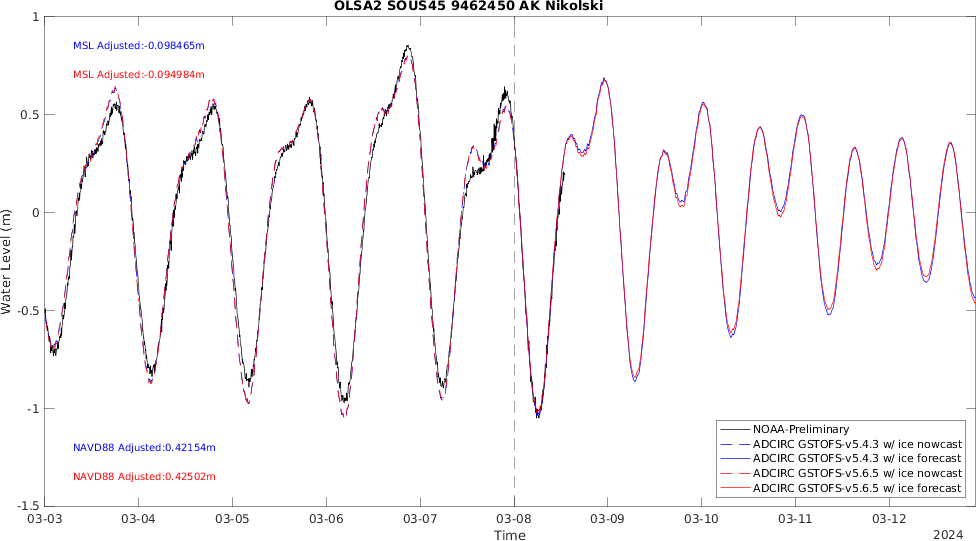 OLSA2 SOUS45 9462450 AK Nikolski
1
MSL Adjusted:-0.098465m
MSL Adjusted:-0.094984m
0.5
0
Water Level (m)
-0.5
-1
NAVD88 Adjusted:0.42154m
NAVD88 Adjusted:0.42502m
-1.5
NOAA-Preliminary
ADCIRC GSTOFS-v5.4.3 w/ ice nowcast
ADCIRC GSTOFS-v5.4.3 w/ ice forecast
ADCIRC GSTOFS-v5.6.5 w/ ice nowcast
ADCIRC GSTOFS-v5.6.5 w/ ice forecast
03-03 03-04 03-05 03-06 03-07 03-08 03-09 03-10 03-11 03-12
Time
2024